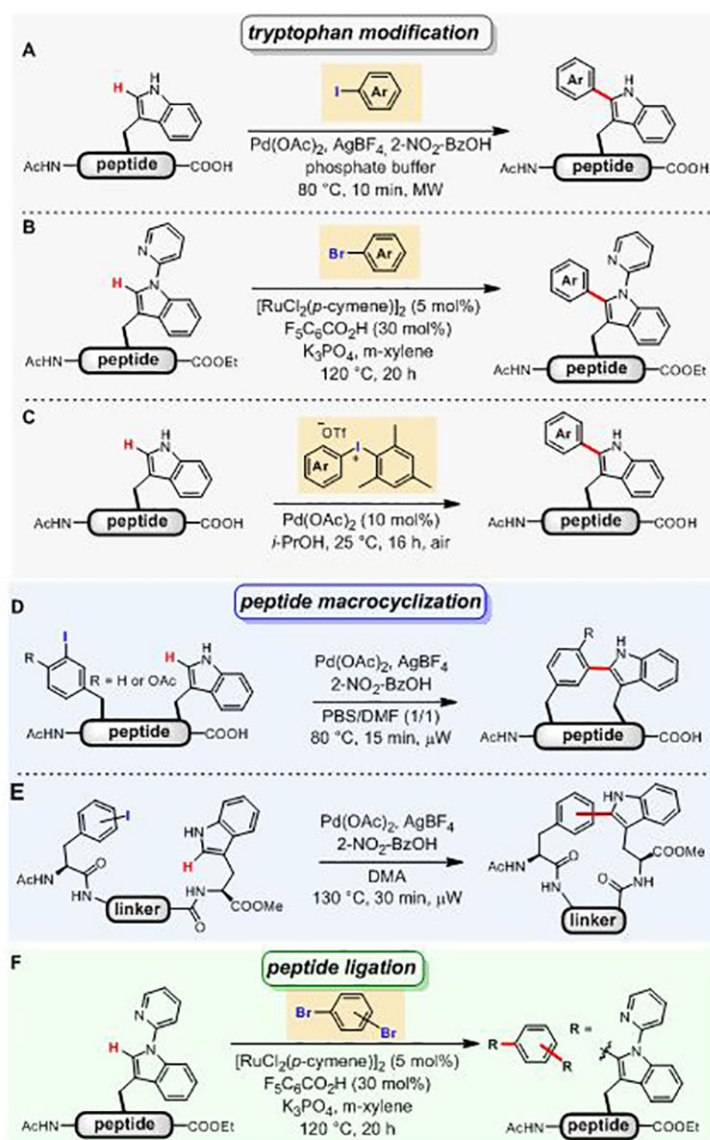 tryptophan modification
A
H
H
N
AcHN
peptide
COOH
I
Ar
Pd(OAc)₂, AgBF₄, 2-NO₂-BzOH
phosphate buffer
80 °C, 10 min, MW
Ar
H
N
AcHN
peptide
COOH
B
N
N
H
AcHN
peptide
COOEt
Br
Ar
[RuCl₂(p-cymene)]₂ (5 mol%)
F₅C₆CO₂H (30 mol%)
K₃PO₄, m-xylene
120 °C, 20 h
N
N
Ar
AcHN
peptide
COOEt
C
H
H
N
AcHN
peptide
COOH
⁻OTf
I
+
Ar
Pd(OAc)₂ (10 mol%)
i-PrOH, 25 °C, 16 h, air
Ar
H
N
AcHN
peptide
COOH
peptide macrocyclization
D
I
R
R = H or OAc
H
H
N
AcHN
peptide
COOH
Pd(OAc)₂, AgBF₄
2-NO₂-BzOH
PBS/DMF (1/1)
80 °C, 15 min, µW
R
H
N
AcHN
peptide
COOH
E
I
AcHN
O
HN
linker
O
NH
HN
H
COOMe
Pd(OAc)₂, AgBF₄
2-NO₂-BzOH
DMA
130 °C, 30 min, µW
HN
AcHN
O
HN
linker
O
NH
COOMe
peptide ligation
F
N
N
H
AcHN
peptide
COOEt
Br
Br
[RuCl₂(p-cymene)]₂ (5 mol%)
F₅C₆CO₂H (30 mol%)
K₃PO₄, m-xylene
120 °C, 20 h
R
R
R =
N
N
AcHN
peptide
COOEt